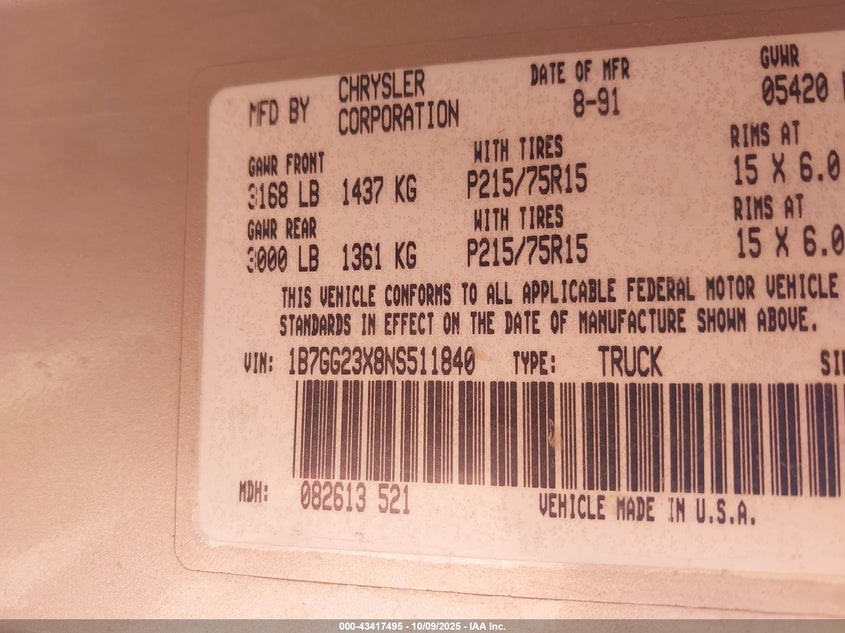 MFD BY CHRYSLER CORPORATION DATE OF MFR 8-91 GVWR 05420
GAWR FRONT WITH TIRES RIMS AT
3168 LB 1437 KG P215/75R15 15 X 6.0
GAWR REAR WITH TIRES RIMS AT
3000 LB 1361 KG P215/75R15 15 X 6.0
THIS VEHICLE CONFORMS TO ALL APPLICABLE FEDERAL MOTOR VEHICLE
STANDARDS IN EFFECT ON THE DATE OF MANUFACTURE SHOWN ABOVE.
VIN: 1B7GG23X8NS511840 TYPE: TRUCK
MDH: 082613 521 VEHICLE MADE IN U.S.A.
000-43417495 - 10/09/2025 - IAA Inc.